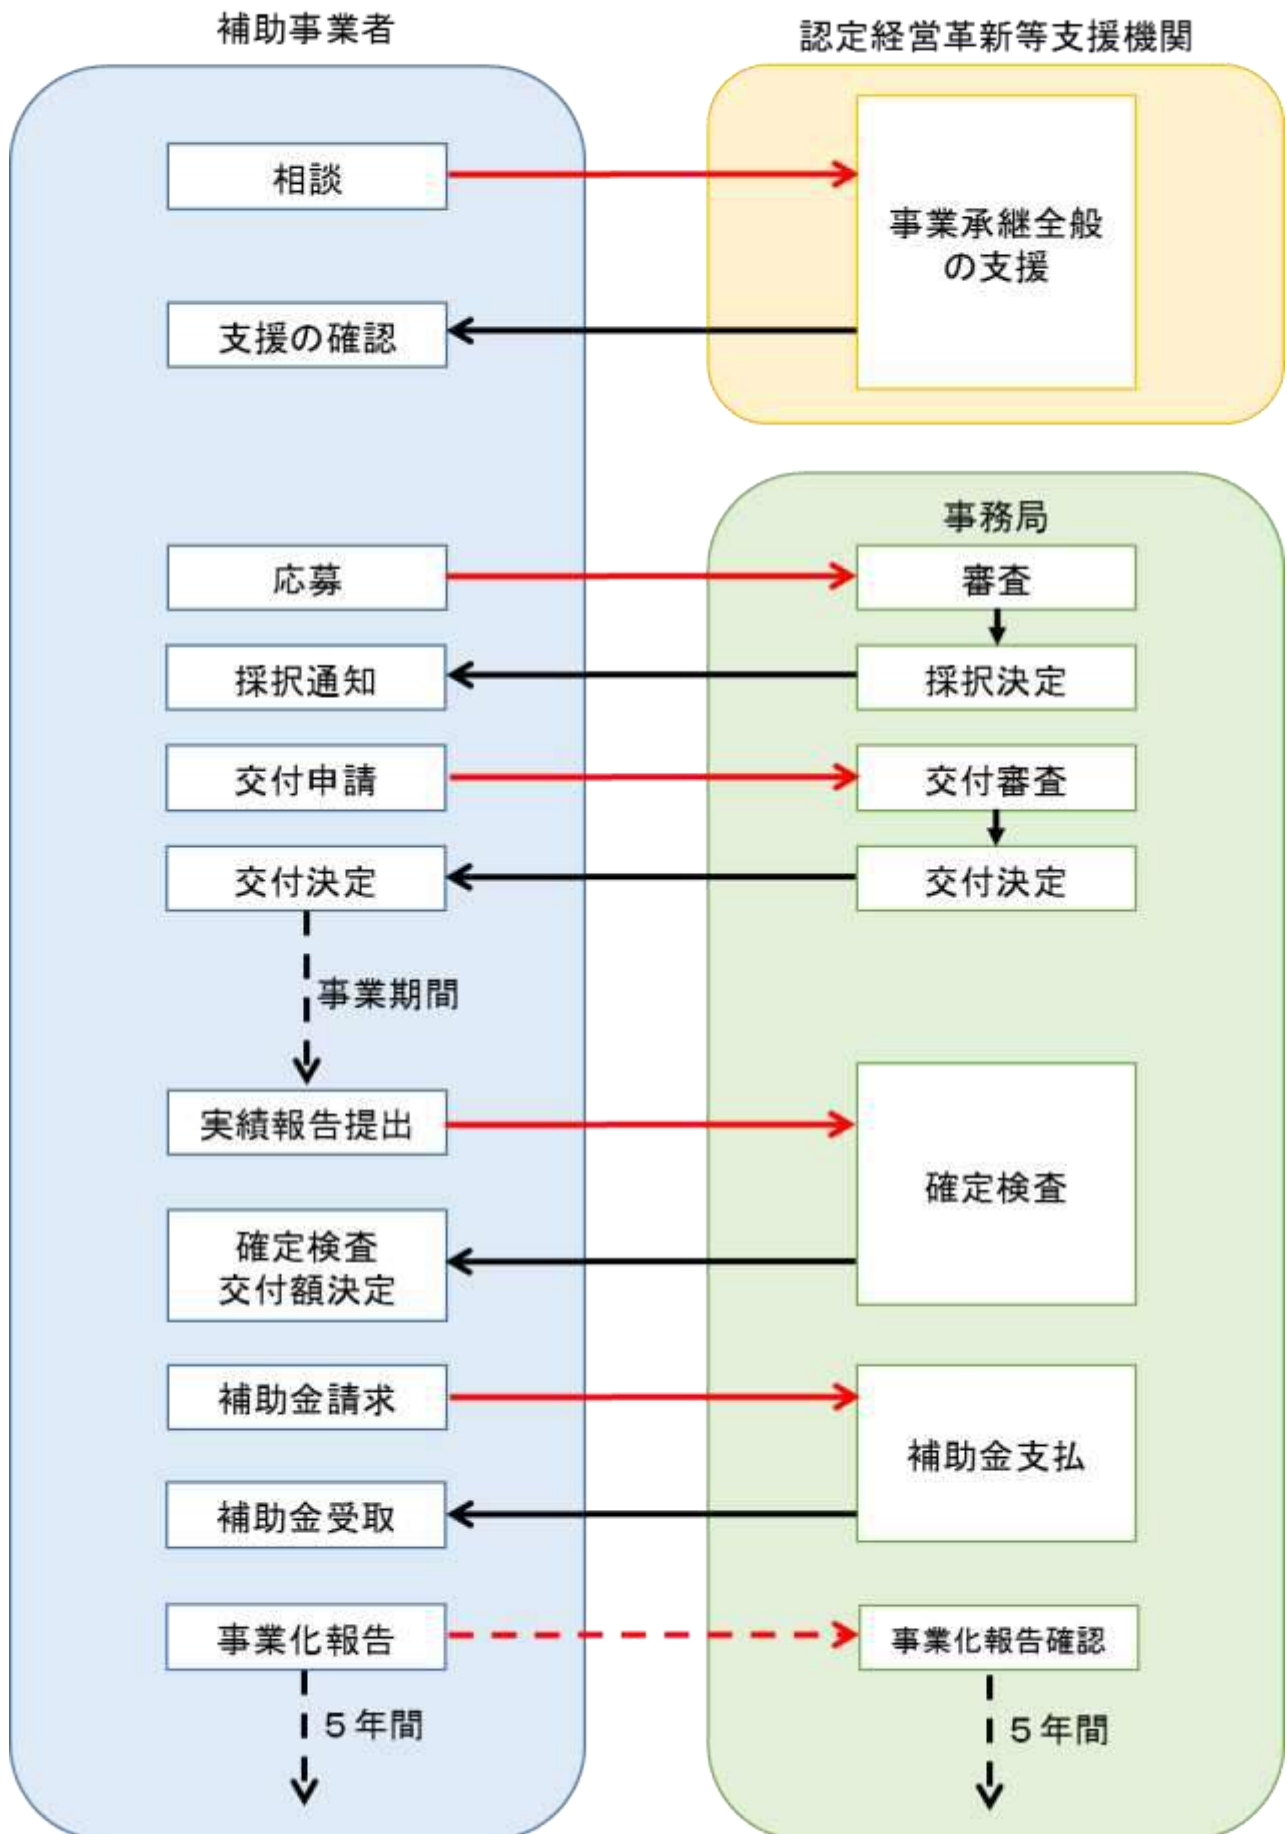 補助事業者
認定経営革新等支援機関
相談
事業承継全般
の支援
支援の確認
事務局
応募
審査
採択通知
採択決定
交付申請
交付審査
交付決定
交付決定
事業期間
実績報告提出
確定検査
確定検査
交付額決定
補助金請求
補助金支払
補助金受取
事業化報告
事業化報告確認
５年間
５年間